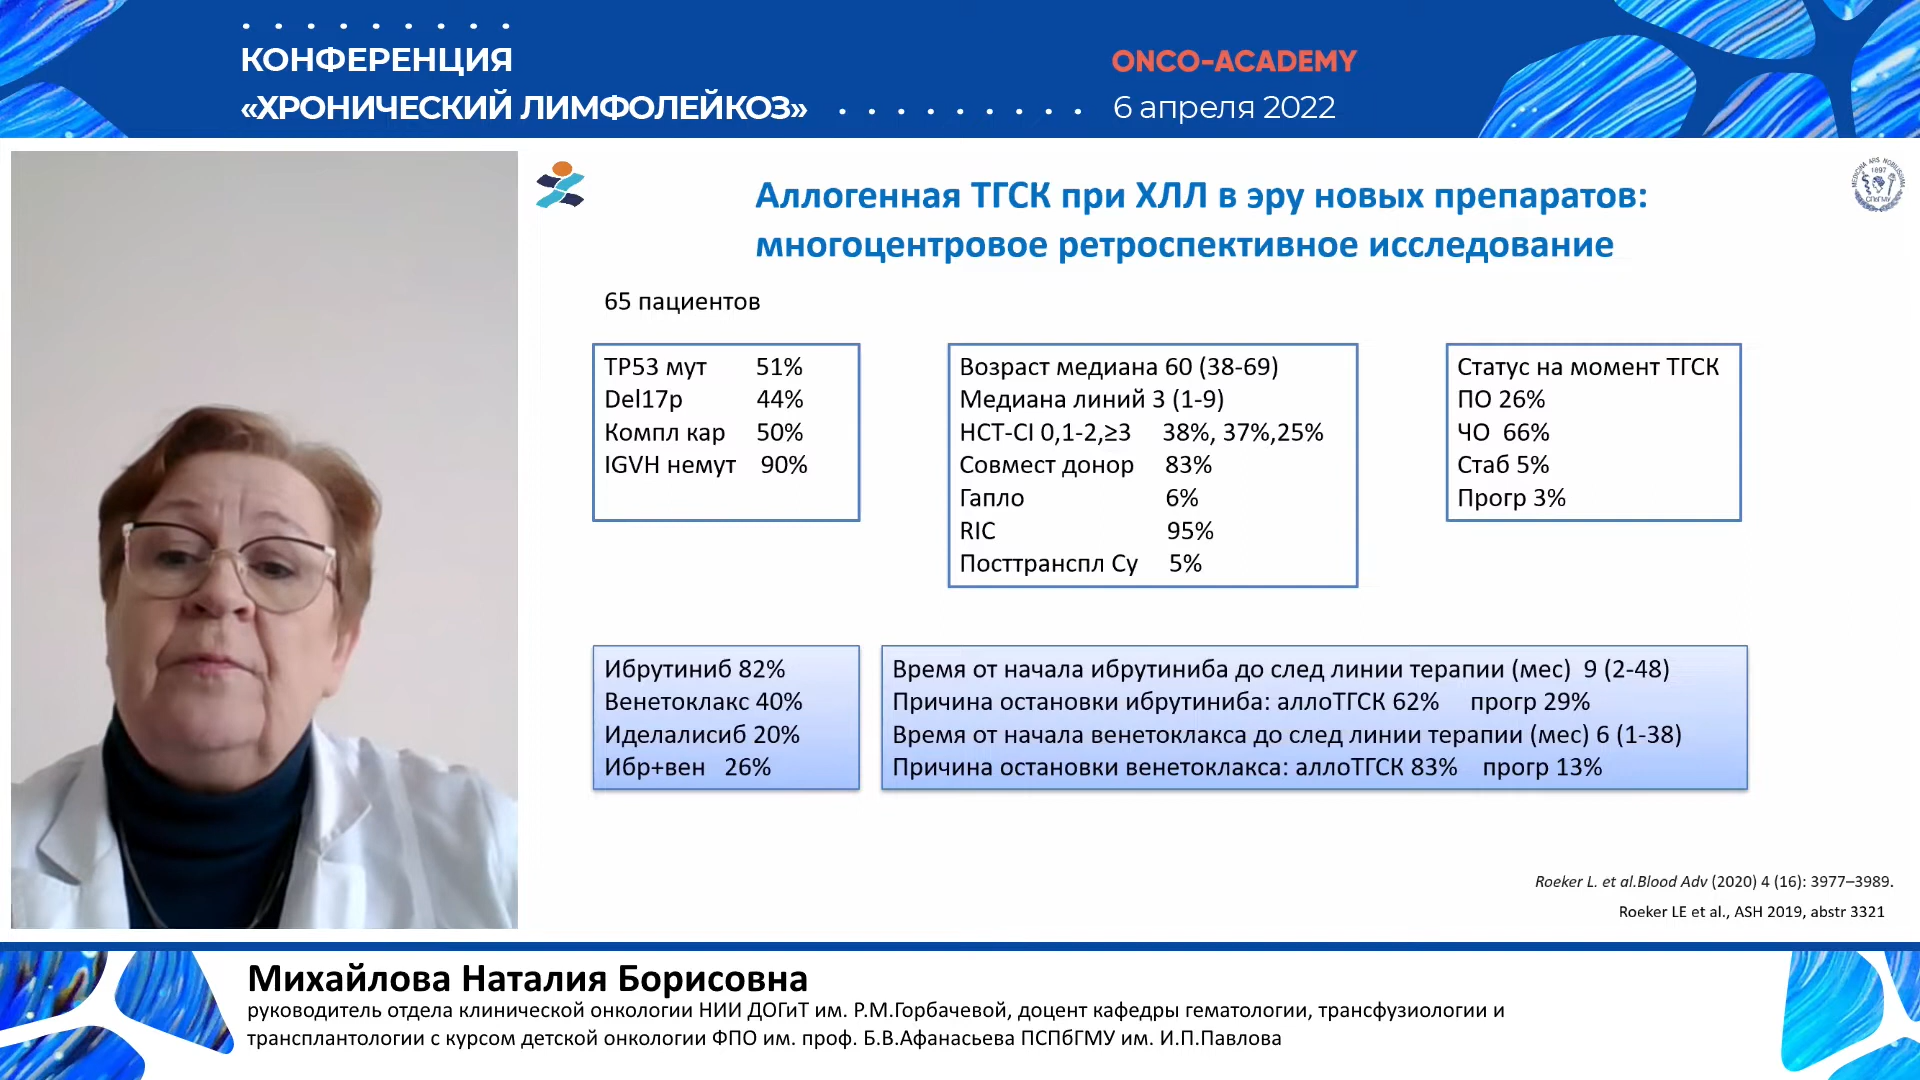 КОНФЕРЕНЦИЯ
«ХРОНИЧЕСКИЙ ЛИМФОЛЕЙКОЗ»
ONCO-ACADEMY
6 апреля 2022
MEDICINA ARS NOBILISSIMA
1897
СПбГМУ
Аллогенная ТГСК при ХЛЛ в эру новых препаратов:
многоцентровое ретроспективное исследование
65 пациентов
TP53 мут 51%
Del17p 44%
Компл кар 50%
IGVH немут 90%
Возраст медиана 60 (38-69)
Медиана линий 3 (1-9)
HCT-CI 0,1-2,≥3 38%, 37%,25%
Совмест донор 83%
Гапло 6%
RIC 95%
Посттранспл Су 5%
Статус на момент ТГСК
ПО 26%
ЧО 66%
Стаб 5%
Прогр 3%
Ибрутиниб 82%
Венетоклакс 40%
Иделалисиб 20%
Ибр+вен 26%
Время от начала ибрутиниба до след линии терапии (мес) 9 (2-48)
Причина остановки ибрутиниба: аллоТГСК 62% прогр 29%
Время от начала венетоклакса до след линии терапии (мес) 6 (1-38)
Причина остановки венетоклакса: аллоТГСК 83% прогр 13%
Roeker L. et al.Blood Adv (2020) 4 (16): 3977–3989.
Roeker LE et al., ASH 2019, abstr 3321
Михайлова Наталия Борисовна
руководитель отдела клинической онкологии НИИ ДОГиТ им. Р.М.Горбачевой, доцент кафедры гематологии, трансфузиологии и
трансплантологии с курсом детской онкологии ФПО им. проф. Б.В.Афанасьева ПСПбГМУ им. И.П.Павлова